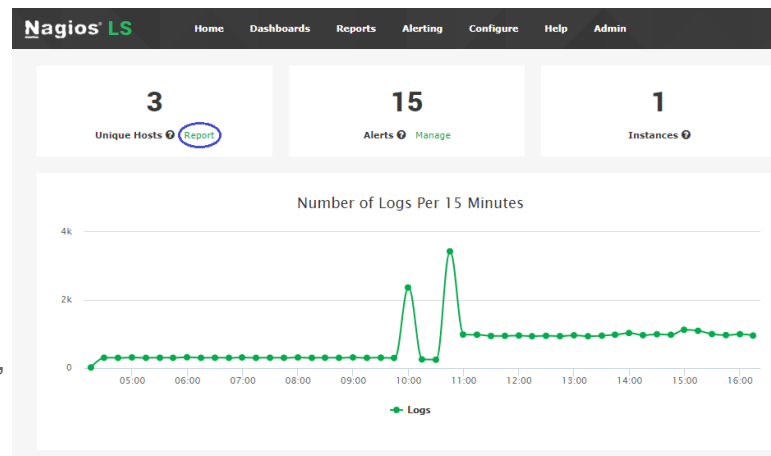 Nagios® LS Home Dashboards Reports Alerting Configure Help Admin
3 15 1
Unique Hosts ? Report Alerts ? Manage Instances ?
Number of Logs Per 15 Minutes
4k
2k
0
05:00 06:00 07:00 08:00 09:00 10:00 11:00 12:00 13:00 14:00 15:00 16:00
Logs
,